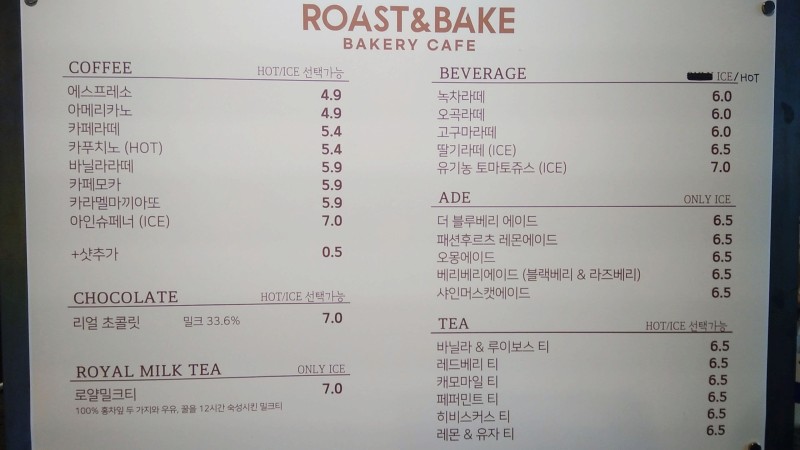 ROAST&BAKE
BAKERY CAFE
COFFEE HOT/ICE 선택가능
에스프레소 4.9
아메리카노 4.9
카페라떼 5.4
카푸치노 (HOT) 5.4
바닐라라떼 5.9
카페모카 5.9
카라멜마끼아또 5.9
아인슈페너 (ICE) 7.0
+샷추가 0.5
CHOCOLATE HOT/ICE 선택가능
리얼 초콜릿 밀크 33.6% 7.0
ROYAL MILK TEA ONLY ICE
로얄밀크티 7.0
100% 홍차잎 두 가지와 우유, 꿀을 12시간 숙성시킨 밀크티
BEVERAGE ICE/HOT
녹차라떼 6.0
오곡라떼 6.0
고구마라떼 6.0
딸기라떼 (ICE) 6.5
유기농 토마토쥬스 (ICE) 7.0
ADE ONLY ICE
더 블루베리 에이드 6.5
패션후르츠 레몬에이드 6.5
오몽에이드 6.5
베리베리에이드 (블랙베리 & 라즈베리) 6.5
샤인머스캣에이드 6.5
TEA HOT/ICE 선택가능
바닐라 & 루이보스 티 6.5
레드베리 티 6.5
캐모마일 티 6.5
페퍼민트 티 6.5
히비스커스 티 6.5
레몬 & 유자 티 6.5